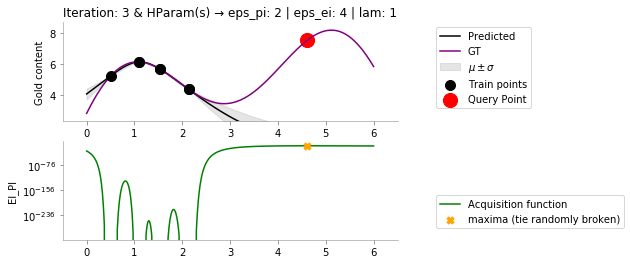 Iteration: 3 & HParam(s) → eps_pi: 2 | eps_ei: 4 | lam: 1
Gold content
8
6
4
0 1 2 3 4 5 6
Predicted
GT
μ ± σ
Train points
Query Point
EI_PI
10^-76
10^-156
10^-236
0 1 2 3 4 5 6
Acquisition function
maxima (tie randomly broken)